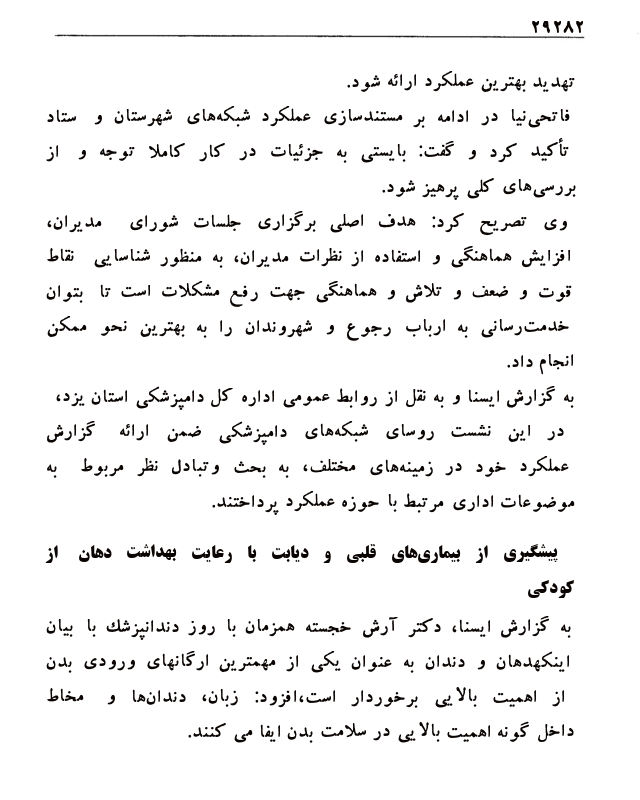 ۲۹۲۸۲
تهدید بهترین عملکرد ارائه شود.
فاتحی‌نیا در ادامه بر مستندسازی عملکرد شبکه‌های شهرستان و ستاد
تأکید کرد و گفت: بایستی به جزئیات در کار کاملا توجه و از
بررسی‌های کلی پرهیز شود.
وی تصریح کرد: هدف اصلی برگزاری جلسات شورای مدیران،
افزایش هماهنگی و استفاده از نظرات مدیران، به منظور شناسایی نقاط
قوت و ضعف و تلاش و هماهنگی جهت رفع مشکلات است تا بتوان
خدمت‌رسانی به ارباب رجوع و شهروندان را به بهترین نحو ممکن
انجام داد.
به گزارش ایسنا و به نقل از روابط عمومی اداره کل دامپزشکی استان یزد،
در این نشست روسای شبکه‌های دامپزشکی ضمن ارائه گزارش
عملکرد خود در زمینه‌های مختلف، به بحث وتبادل نظر مربوط به
موضوعات اداری مرتبط با حوزه عملکرد پرداختند.
پیشگیری از بیماری‌های قلبی و دیابت با رعایت بهداشت دهان از
کودکی
به گزارش ایسنا، دکتر آرش خجسته همزمان با روز دندانپزشك با بیان
اینکهدهان و دندان به عنوان یکی از مهمترین ارگانهای ورودی بدن
از اهمیت بالایی برخوردار است،افزود: زبان، دندان‌ها و مخاط
داخل گونه اهمیت بالایی در سلامت بدن ایفا می کنند.